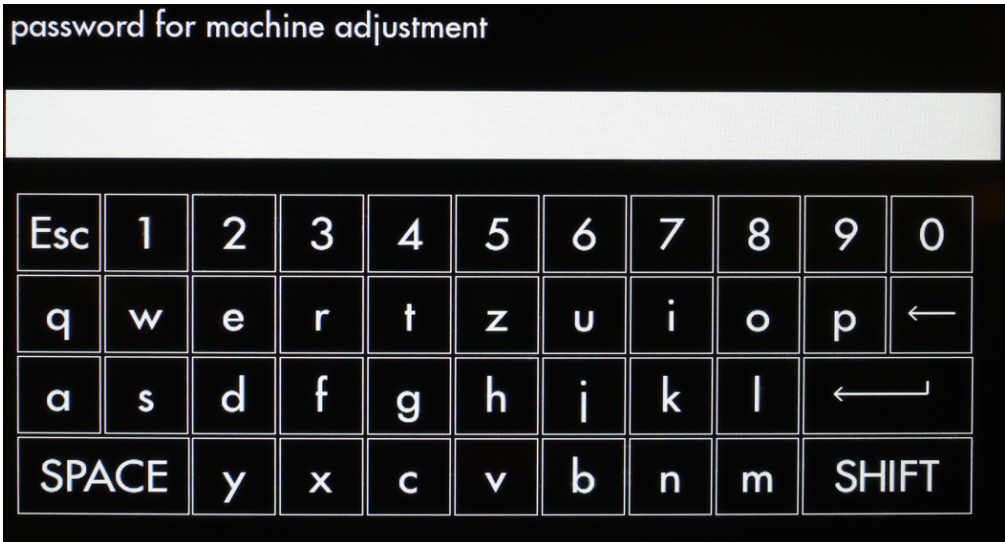 password for machine adjustment
Esc 1 2 3 4 5 6 7 8 9 0
q w e r t z u i o p ←
a s d f g h j k l ↵
SPACE y x c v b n m SHIFT